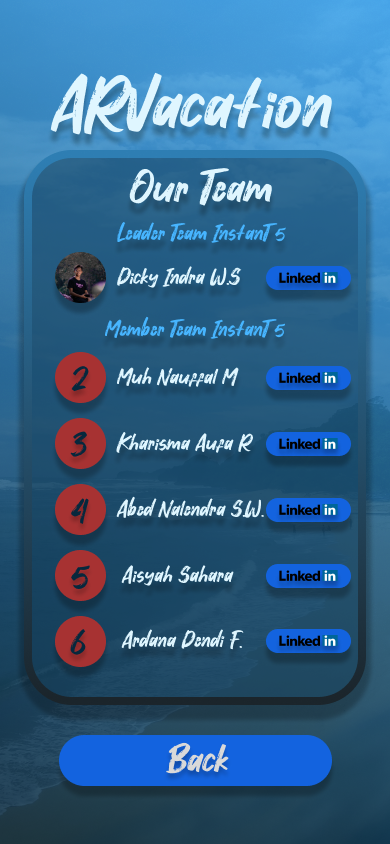 ARVacation
Our Team
Leader Team InstanT 5
Dicky Indra W.S
Linked in
Member Team InstanT 5
2 Muh Nauffal M Linked in
3 Kharisma Aufa R Linked in
4 Abed Nalendra S.W. Linked in
5 Aisyah Sahara Linked in
6 Ardana Dendi F. Linked in
Back